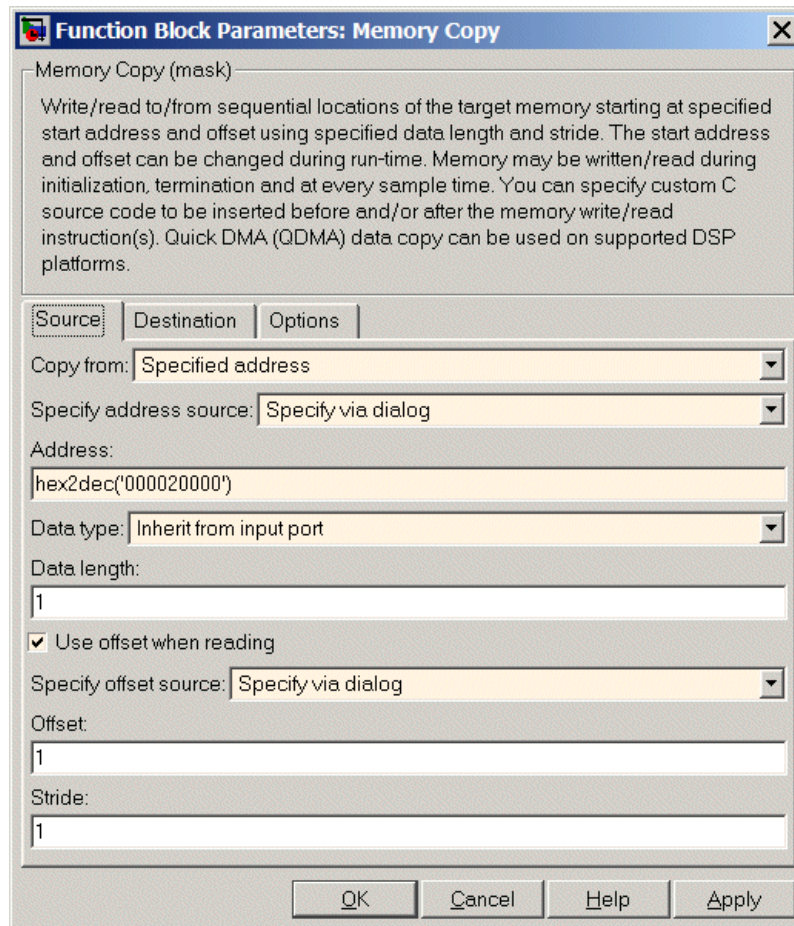 Function Block Parameters: Memory Copy
Memory Copy (mask)
Write/read to/from sequential locations of the target memory starting at specified
start address and offset using specified data length and stride. The start address
and offset can be changed during run-time. Memory may be written/read during
initialization, termination and at every sample time. You can specify custom C
source code to be inserted before and/or after the memory write/read
instruction(s). Quick DMA (QDMA) data copy can be used on supported DSP
platforms.
Source Destination Options
Copy from: Specified address
Specify address source: Specify via dialog
Address:
hex2dec('000020000')
Data type: Inherit from input port
Data length:
1
Use offset when reading
Specify offset source: Specify via dialog
Offset:
1
Stride:
1
OK Cancel Help Apply